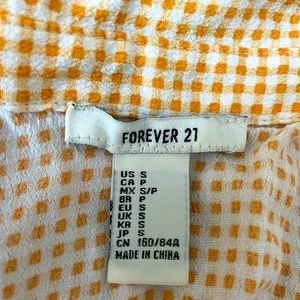 FOREVER 21
US S
CA P
MX S/P
BR P
EU S
UK S
KR S
JP S
CN 160/84A
MADE IN CHINA